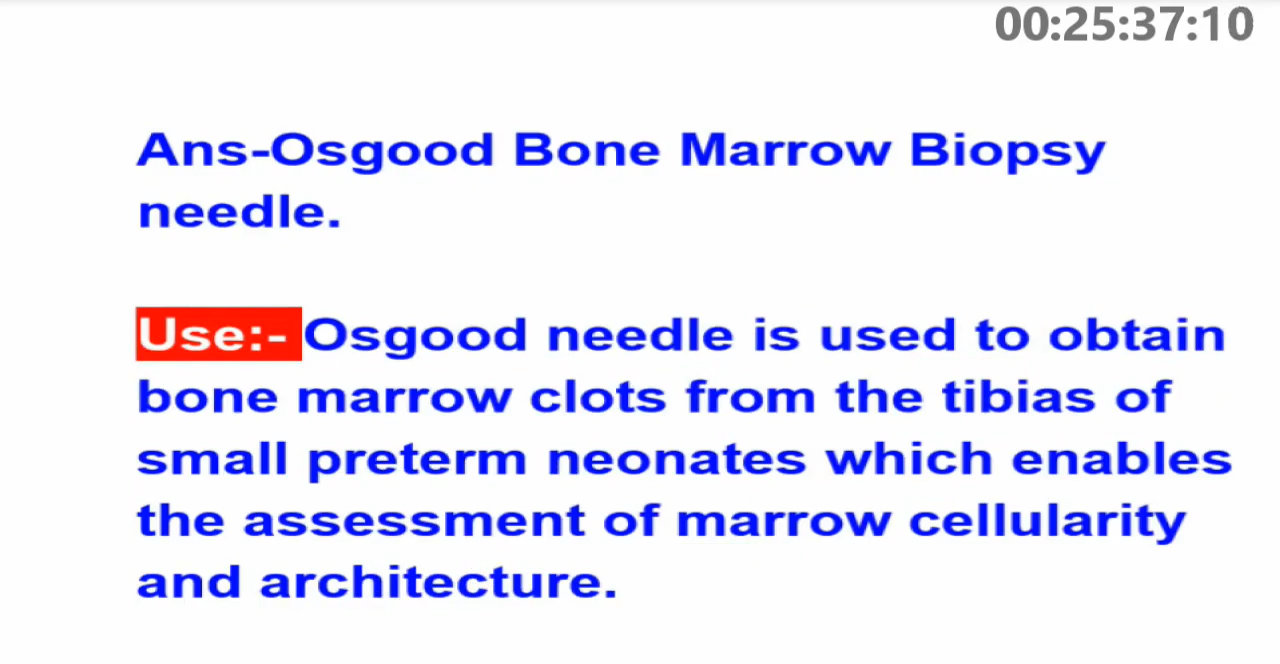 00:25:37:10
Ans-Osgood Bone Marrow Biopsy
needle.
Use:- Osgood needle is used to obtain
bone marrow clots from the tibias of
small preterm neonates which enables
the assessment of marrow cellularity
and architecture.